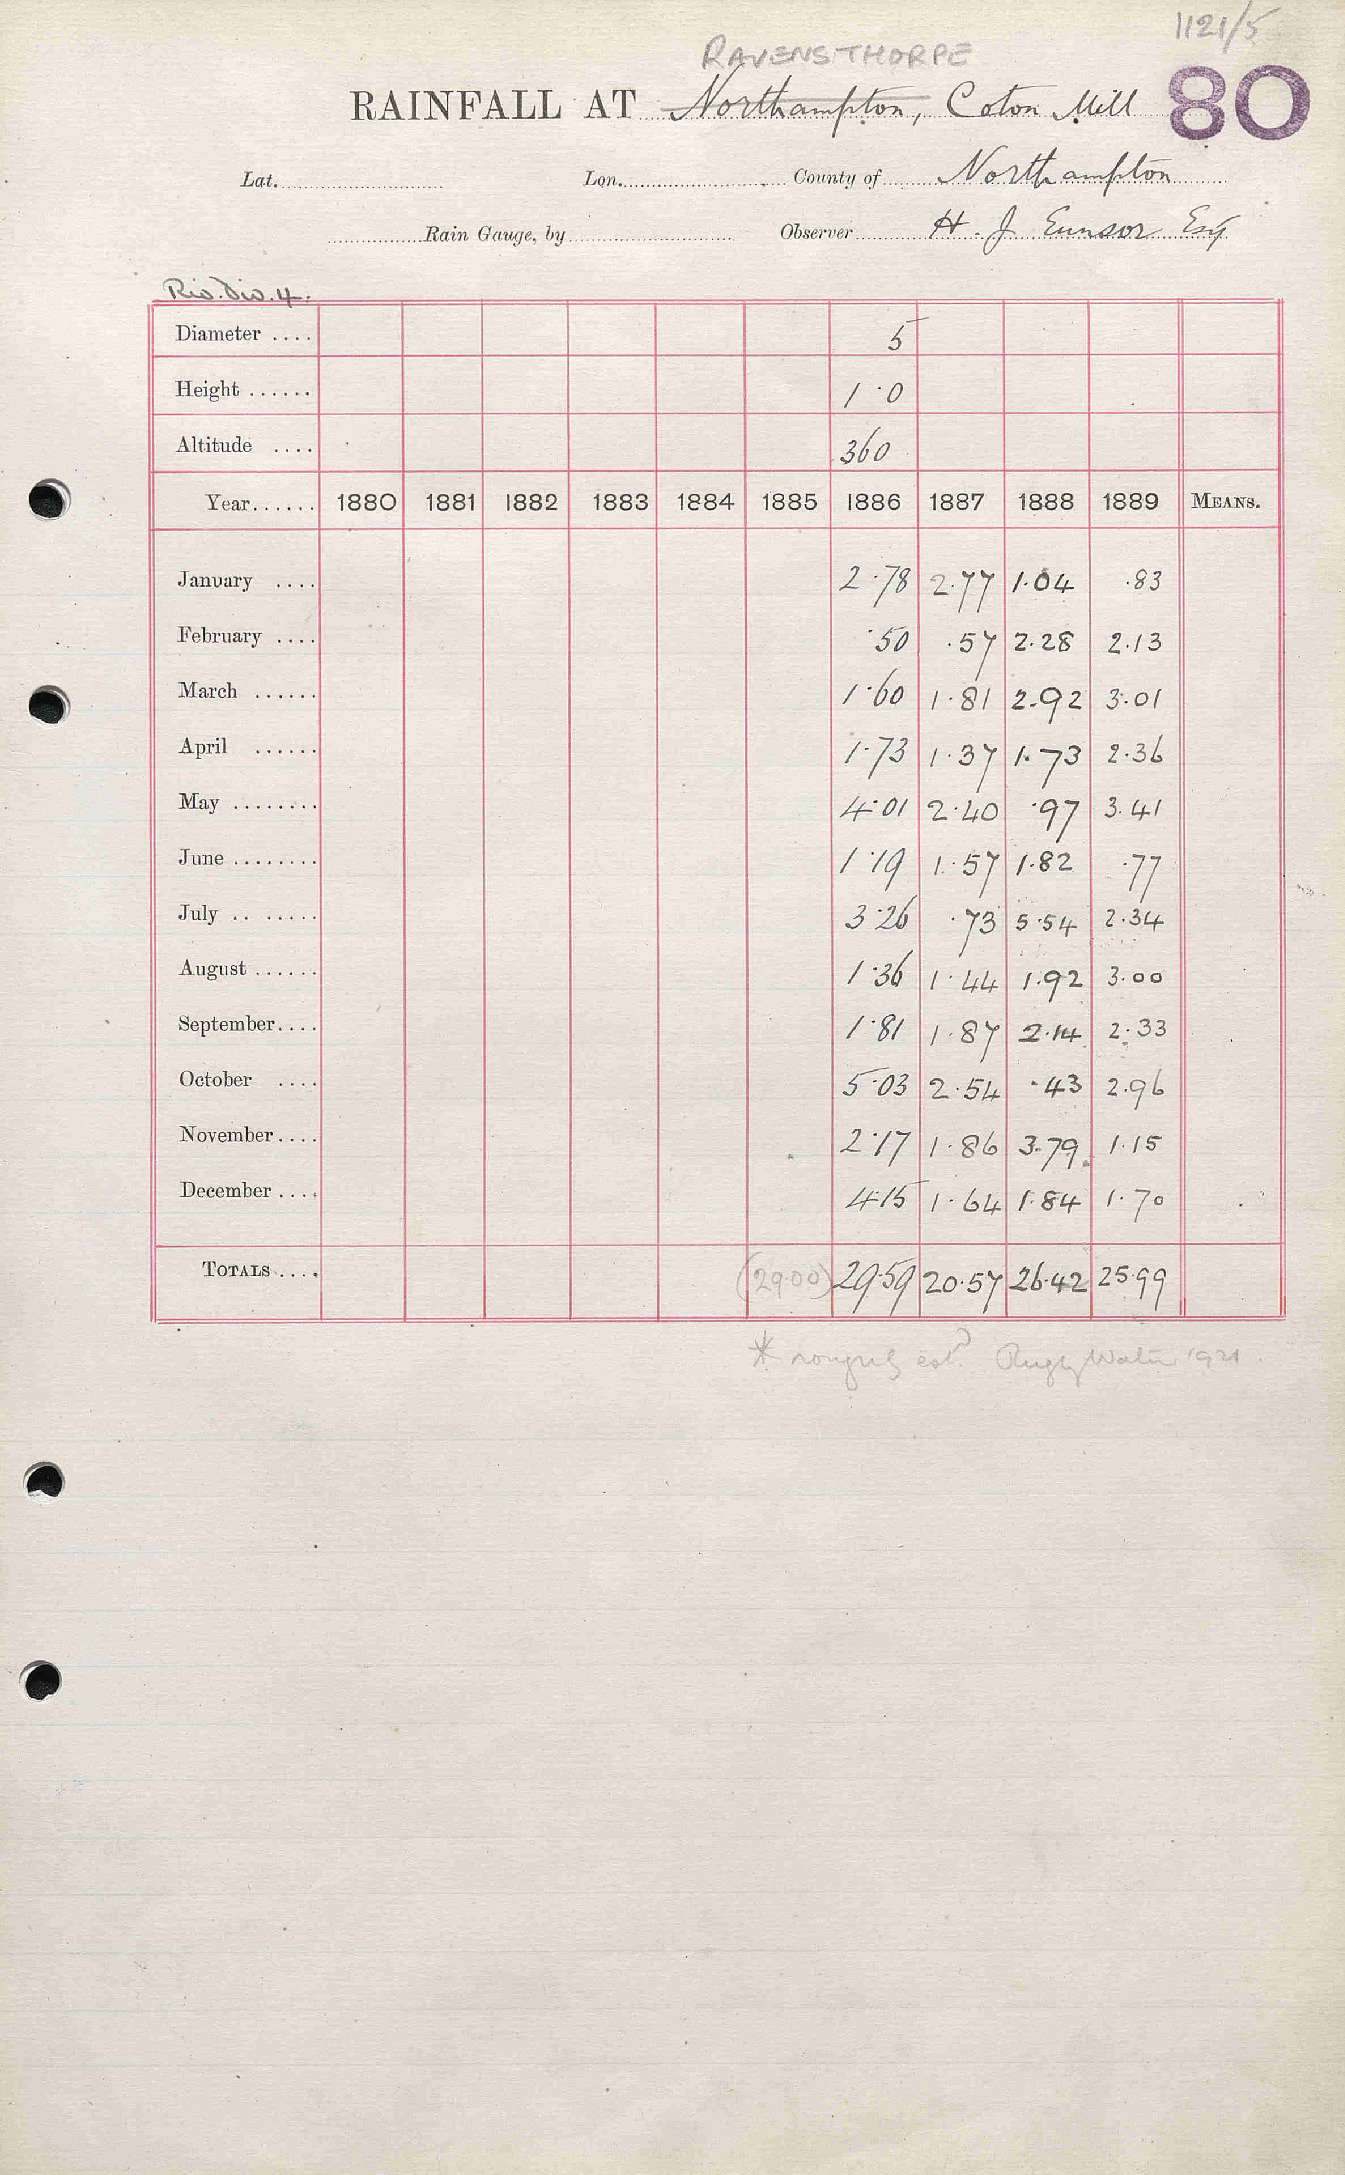 1121/5
RAVENSTHORPE
RAINFALL AT Northampton, Coton Mill 80
Lat. Lon. County of Northampton
Rain Gauge, by Observer H. J. Eunson Esq
Riv. Div. 4.
Diameter .... 5
Height ...... 1·0
Altitude .... 360
Year...... 1880 1881 1882 1883 1884 1885 1886 1887 1888 1889 MEANS.
January .... 2·78 2.77 1.04 .83
February .... ·50 .57 2.28 2.13
March ...... 1·60 1.81 2.92 3.01
April ...... 1·73 1.37 1.73 2.36
May ........ 4·01 2.40 ·97 3.41
June ........ 1·19 1.57 1.82 .77
July .. ..... 3·26 .73 5.54 2.34
August ...... 1·36 1.44 1.92 3.00
September.... 1·81 1.87 2.14 2.33
October .... 5·03 2.54 .43 2.96
November.... 2·17 1.86 3.79 1.15
December .... 4·15 1.64 1.84 1.70
TOTALS .... (29.00) 29·59 20.57 26.42 25.99
* est? Rugby Water 1921.